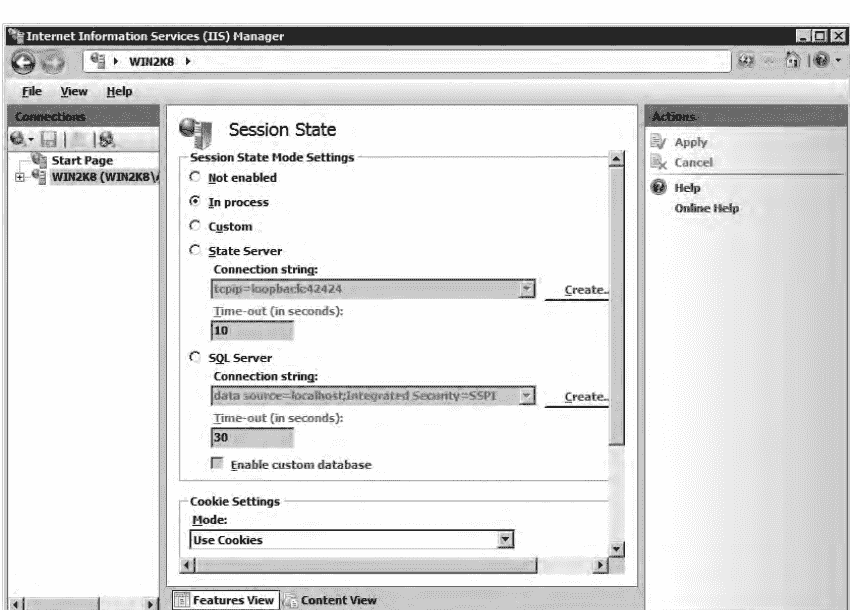 Internet Information Services (IIS) Manager
WIN2K8
File View Help
Connections
Start Page
WIN2K8 (WIN2K8\
Session State
Session State Mode Settings
Not enabled
In process
Custom
State Server
Connection string:
tcpip=loopback:42424
Create..
Time-out (in seconds):
10
SQL Server
Connection string:
data source=localhost;Integrated Security=SSPI
Create..
Time-out (in seconds):
30
Enable custom database
Cookie Settings
Mode:
Use Cookies
Features View Content View
Actions
Apply
Cancel
Help
Online Help